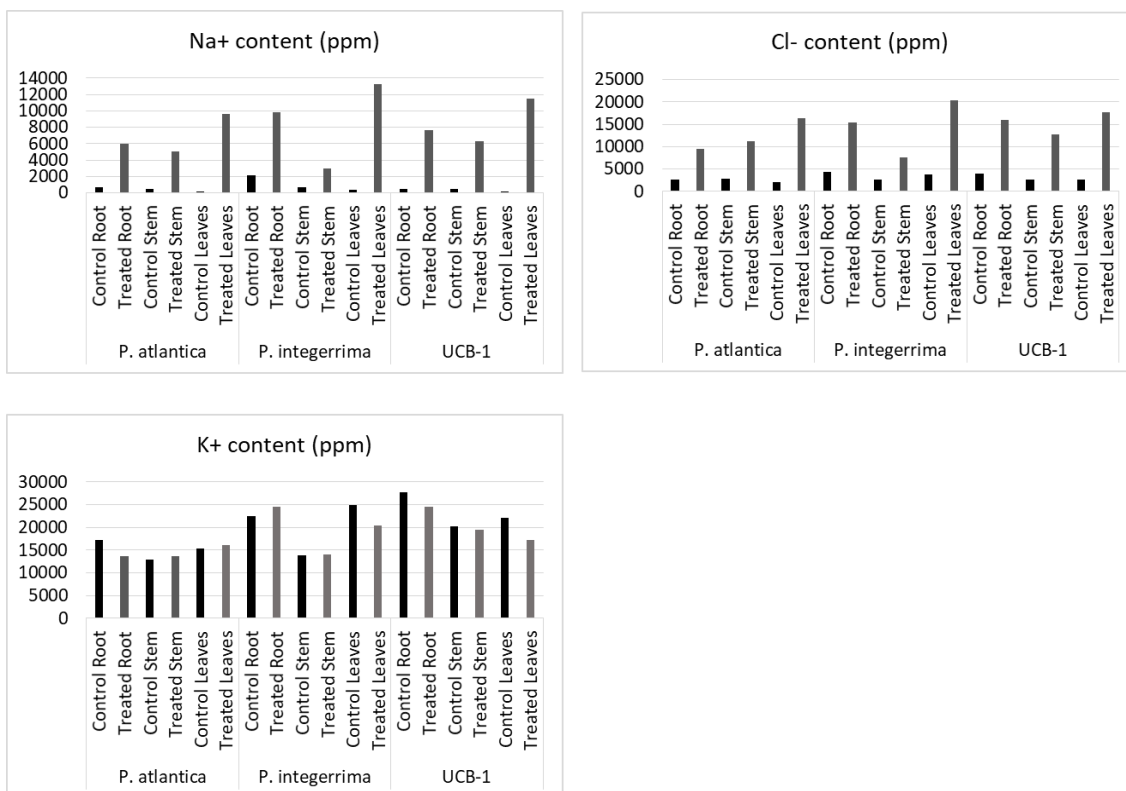 Na+ content (ppm)
14000
12000
10000
8000
6000
4000
2000
0
Control Root
Treated Root
Control Stem
Treated Stem
Control Leaves
Treated Leaves
Control Root
Treated Root
Control Stem
Treated Stem
Control Leaves
Treated Leaves
Control Root
Treated Root
Control Stem
Treated Stem
Control Leaves
Treated Leaves
P. atlantica
P. integerrima
UCB-1
Cl- content (ppm)
25000
20000
15000
10000
5000
0
Control Root
Treated Root
Control Stem
Treated Stem
Control Leaves
Treated Leaves
Control Root
Treated Root
Control Stem
Treated Stem
Control Leaves
Treated Leaves
Control Root
Treated Root
Control Stem
Treated Stem
Control Leaves
Treated Leaves
P. atlantica
P. integerrima
UCB-1
K+ content (ppm)
30000
25000
20000
15000
10000
5000
0
Control Root
Treated Root
Control Stem
Treated Stem
Control Leaves
Treated Leaves
Control Root
Treated Root
Control Stem
Treated Stem
Control Leaves
Treated Leaves
Control Root
Treated Root
Control Stem
Treated Stem
Control Leaves
Treated Leaves
P. atlantica
P. integerrima
UCB-1